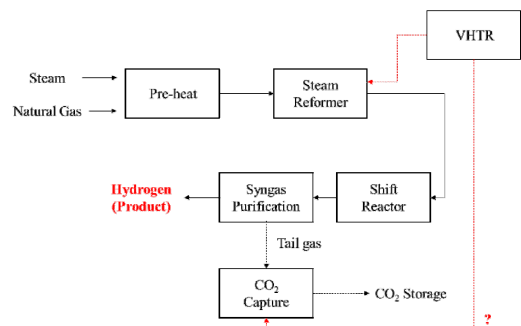 VHTR
Steam
Natural Gas
Pre-heat
Steam
Reformer
Hydrogen
(Product)
Syngas
Purification
Shift
Reactor
Tail gas
CO₂
Capture
CO₂ Storage
?